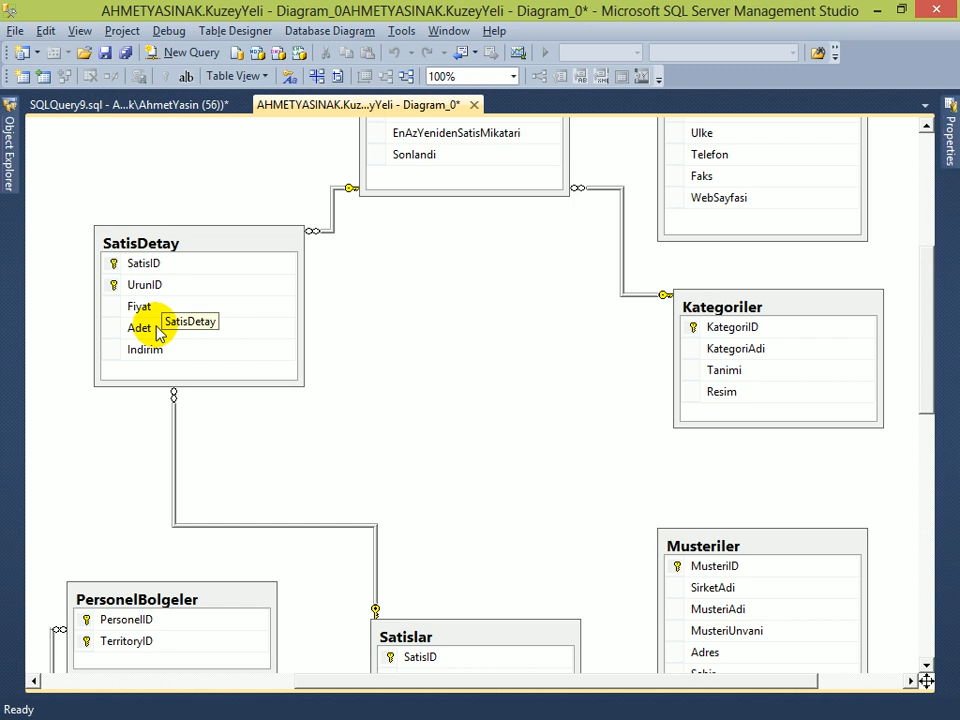 AHMETYASINAK.KuzeyYeli - Diagram_0AHMETYASINAK.KuzeyYeli - Diagram_0* - Microsoft SQL Server Management Studio
File Edit View Project Debug Table Designer Database Diagram Tools Window Help
New Query
ab Table View 100%
SQLQuery9.sql - A...k\AhmetYasin (56))* AHMETYASINAK.Kuz...yYeli - Diagram_0*
Object Explorer
Properties
EnAzYenidenSatisMikatari
Sonlandi
Ulke
Telefon
Faks
WebSayfasi
SatisDetay
SatisID
UrunID
Fiyat
Adet
Indirim
SatisDetay
Kategoriler
KategoriID
KategoriAdi
Tanimi
Resim
Musteriler
MusteriID
SirketAdi
MusteriAdi
MusteriUnvani
Adres
PersonelBolgeler
PersonelID
TerritoryID
Satislar
SatisID
Ready